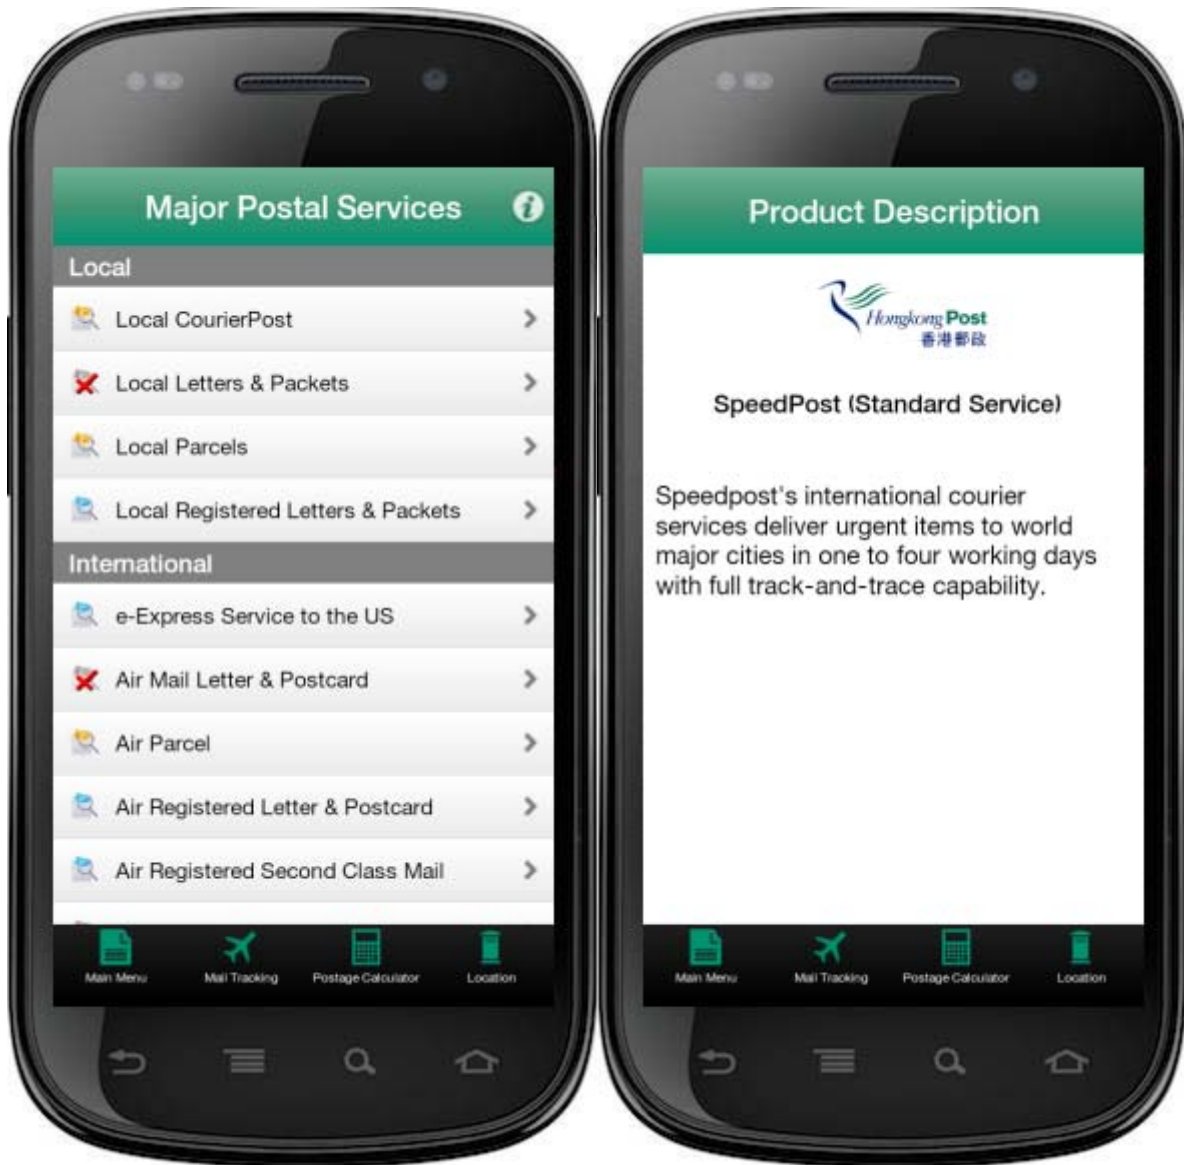 Major Postal Services
Local
Local CourierPost
Local Letters & Packets
Local Parcels
Local Registered Letters & Packets
International
e-Express Service to the US
Air Mail Letter & Postcard
Air Parcel
Air Registered Letter & Postcard
Air Registered Second Class Mail
Main Menu
Mail Tracking
Postage Calculator
Location
Product Description
Hongkong Post
香港郵政
SpeedPost (Standard Service)
Speedpost's international courier
services deliver urgent items to world
major cities in one to four working days
with full track-and-trace capability.
Main Menu
Mail Tracking
Postage Calculator
Location